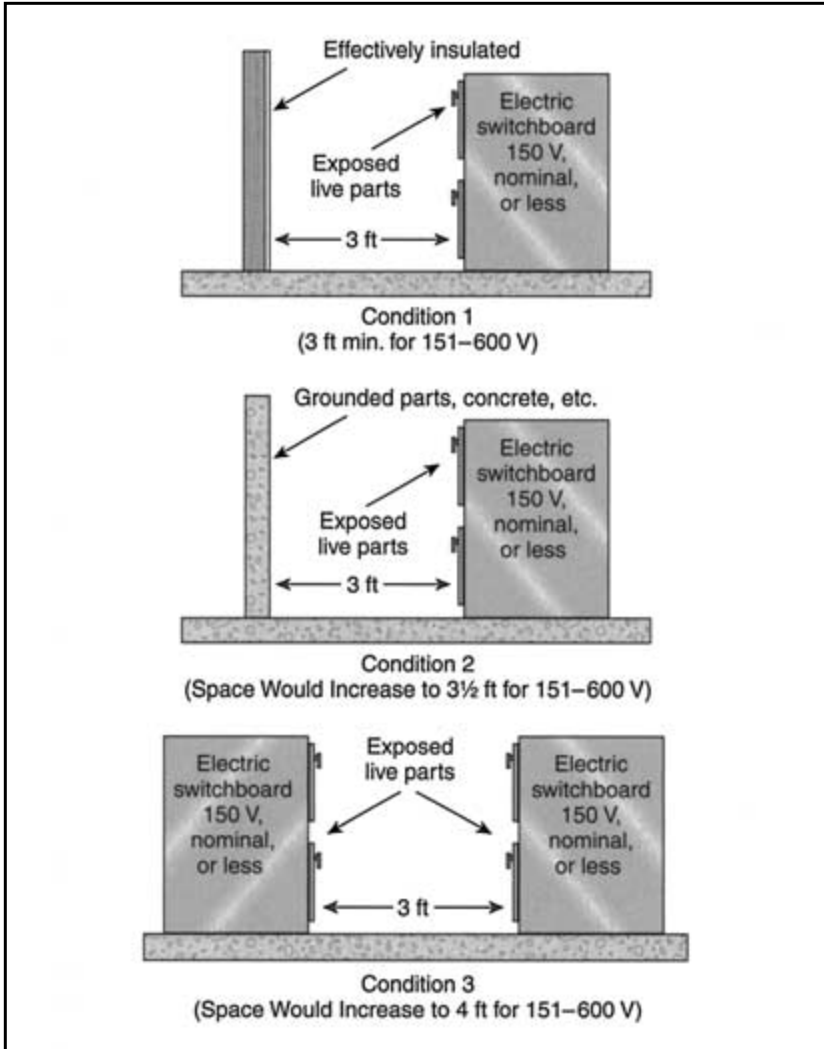 Effectively insulated
Electric
switchboard
150 V,
nominal,
or less
Exposed
live parts
3 ft
Condition 1
(3 ft min. for 151–600 V)
Grounded parts, concrete, etc.
Electric
switchboard
150 V,
nominal,
or less
Exposed
live parts
3 ft
Condition 2
(Space Would Increase to 3½ ft for 151–600 V)
Electric
switchboard
150 V,
nominal,
or less
Exposed
live parts
Electric
switchboard
150 V,
nominal,
or less
3 ft
Condition 3
(Space Would Increase to 4 ft for 151–600 V)